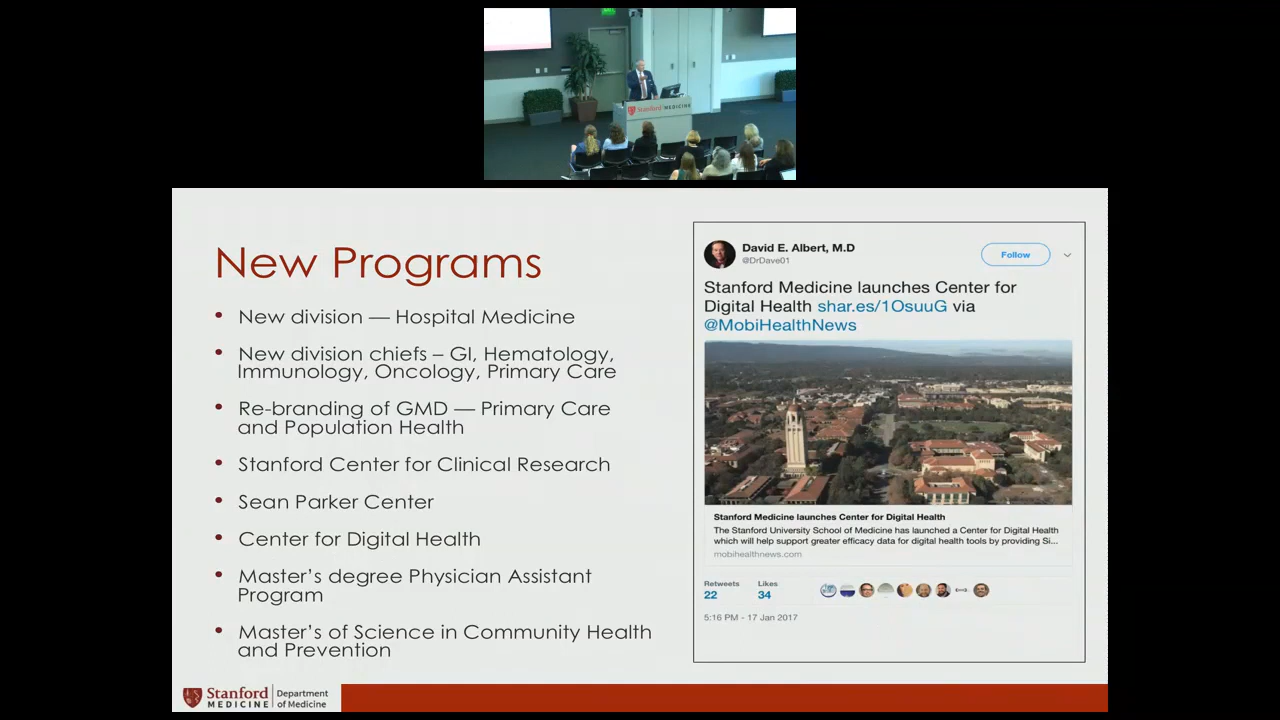 Stanford MEDICINE
New Programs
• New division — Hospital Medicine
• New division chiefs – GI, Hematology,
Immunology, Oncology, Primary Care
• Re-branding of GMD — Primary Care
and Population Health
• Stanford Center for Clinical Research
• Sean Parker Center
• Center for Digital Health
• Master’s degree Physician Assistant
Program
• Master’s of Science in Community Health
and Prevention
David E. Albert, M.D
@DrDave01
Follow
Stanford Medicine launches Center for
Digital Health shar.es/1OsuuG via
@MobiHealthNews
Stanford Medicine launches Center for Digital Health
The Stanford University School of Medicine has launched a Center for Digital Health
which will help support greater efficacy data for digital health tools by providing Si...
mobihealthnews.com
Retweets Likes
22 34
5:16 PM - 17 Jan 2017
Stanford
MEDICINE
Department
of Medicine